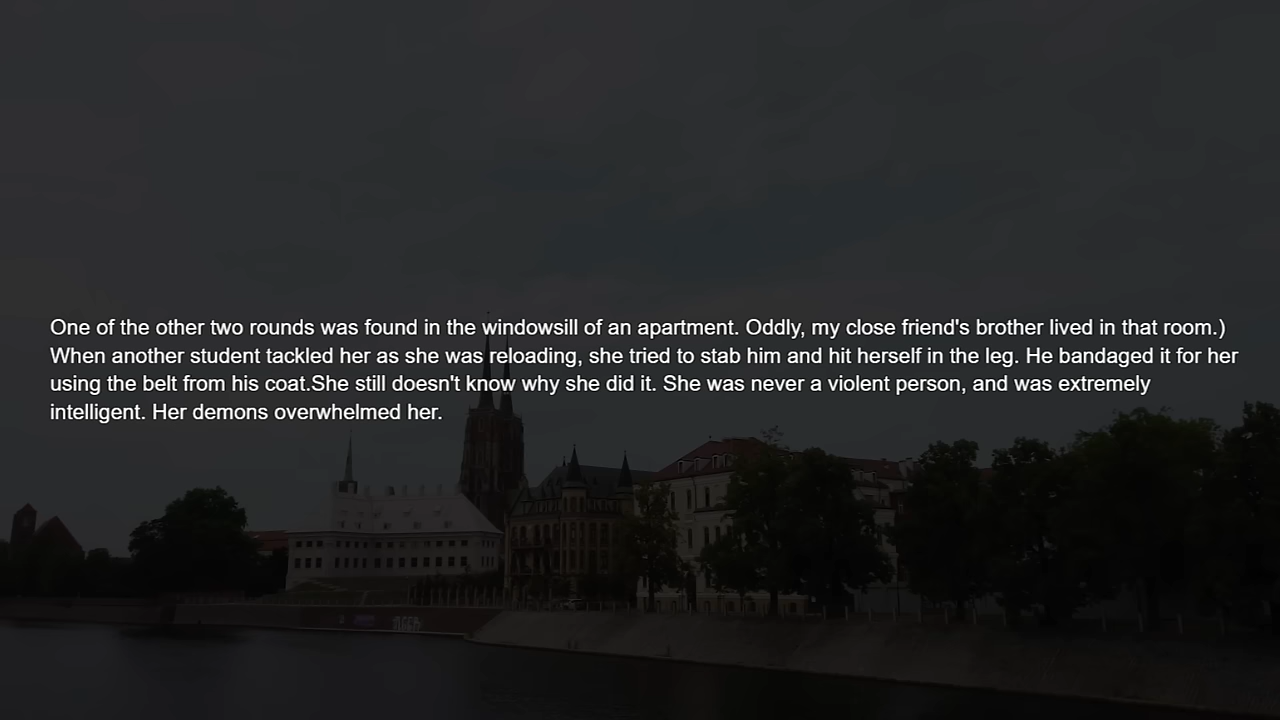 One of the other two rounds was found in the windowsill of an apartment. Oddly, my close friend's brother lived in that room.)
When another student tackled her as she was reloading, she tried to stab him and hit herself in the leg. He bandaged it for her
using the belt from his coat.She still doesn't know why she did it. She was never a violent person, and was extremely
intelligent. Her demons overwhelmed her.